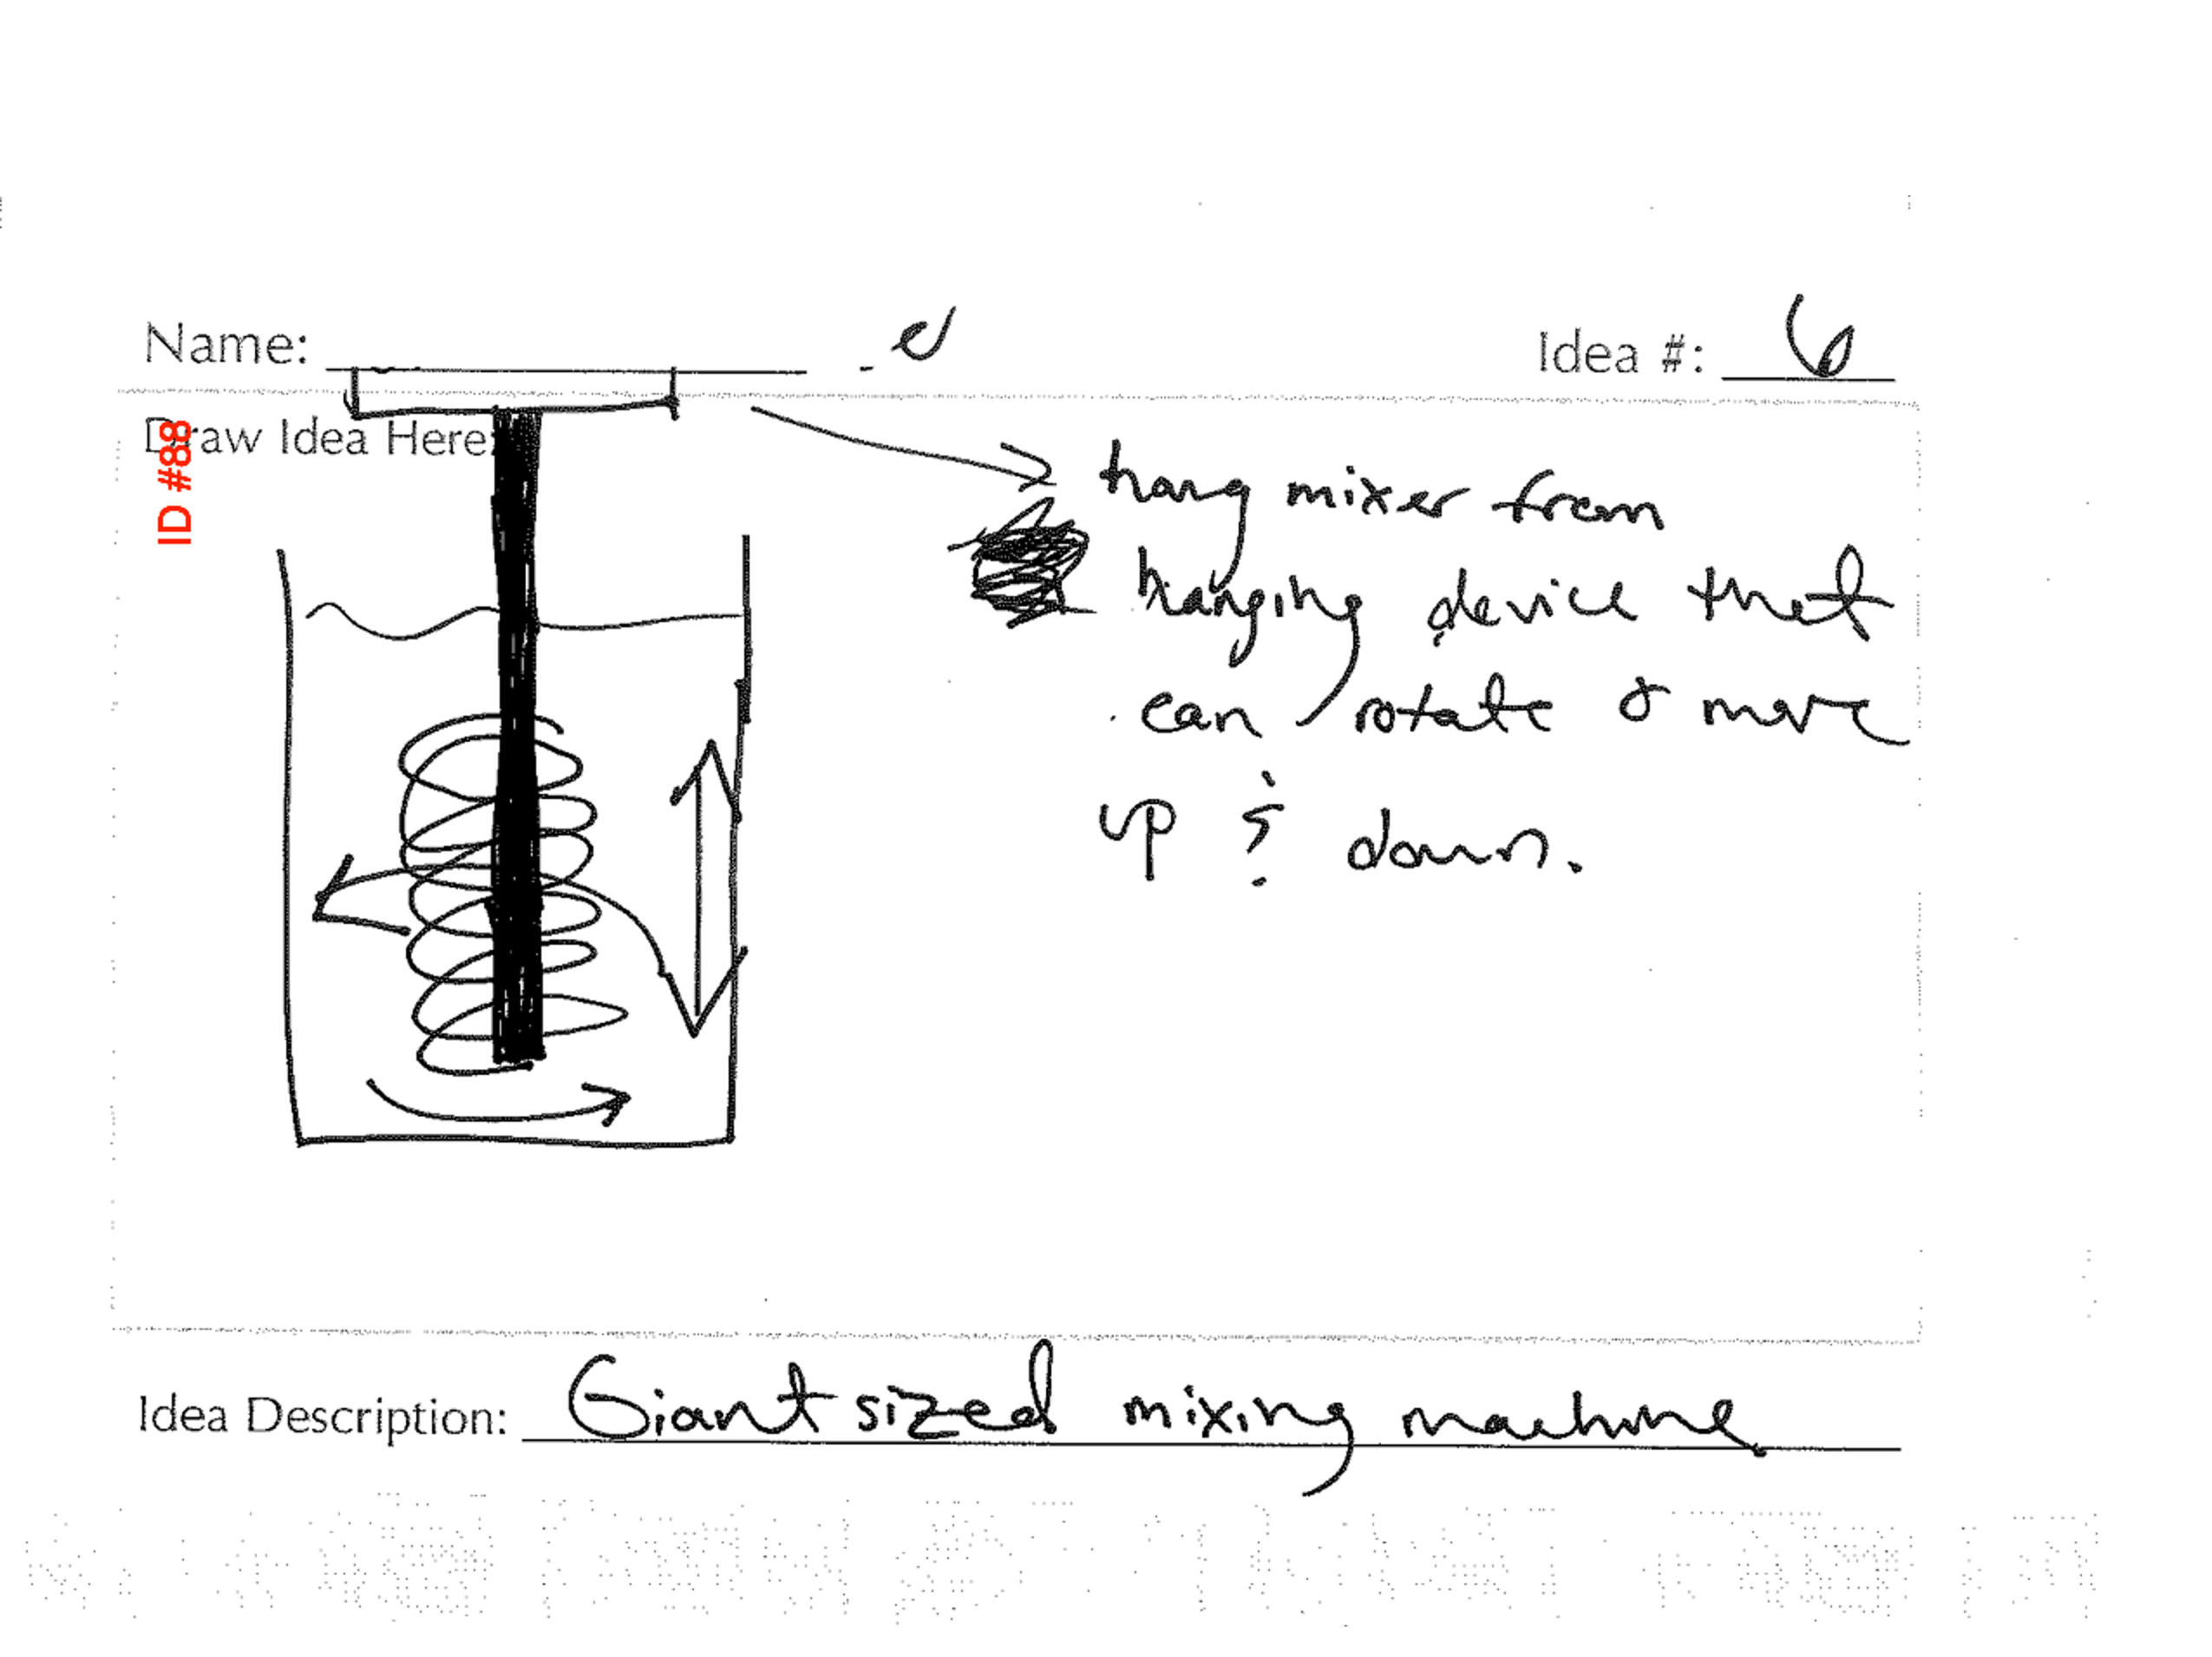 Name:
Idea #: 6
Draw Idea Here:
ID #88
hang mixer from
hanging device that
can rotate & move
up & down.
Idea Description: Giant sized mixing machine